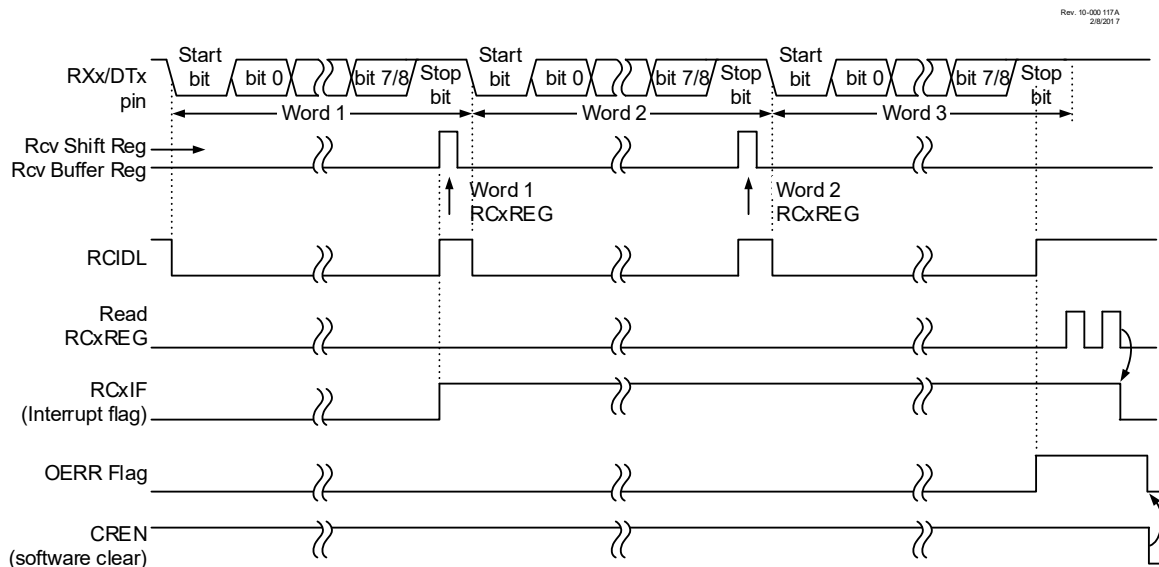 Rev. 10-000 117A
2/8/2017
RXx/DTx
pin
Start
bit
bit 0
bit 7/8
Stop
bit
Start
bit
bit 0
bit 7/8
Stop
bit
Start
bit
bit 0
bit 7/8
Stop
bit
Word 1
Word 2
Word 3
Rcv Shift Reg
Rcv Buffer Reg
Word 1
RCxREG
Word 2
RCxREG
RCIDL
Read
RCxREG
RCxIF
(Interrupt flag)
OERR Flag
CREN
(software clear)